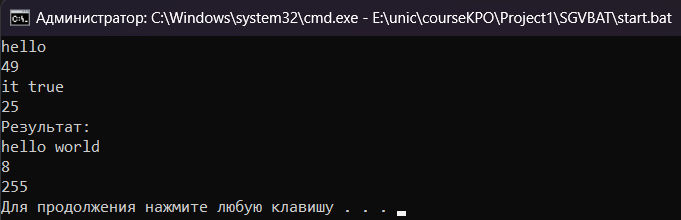 Администратор: C:\Windows\system32\cmd.exe - E:\unic\courseKPO\Project1\SGVBAT\start.bat
hello
49
it true
25
Результат:
hello world
8
255
Для продолжения нажмите любую клавишу . . .